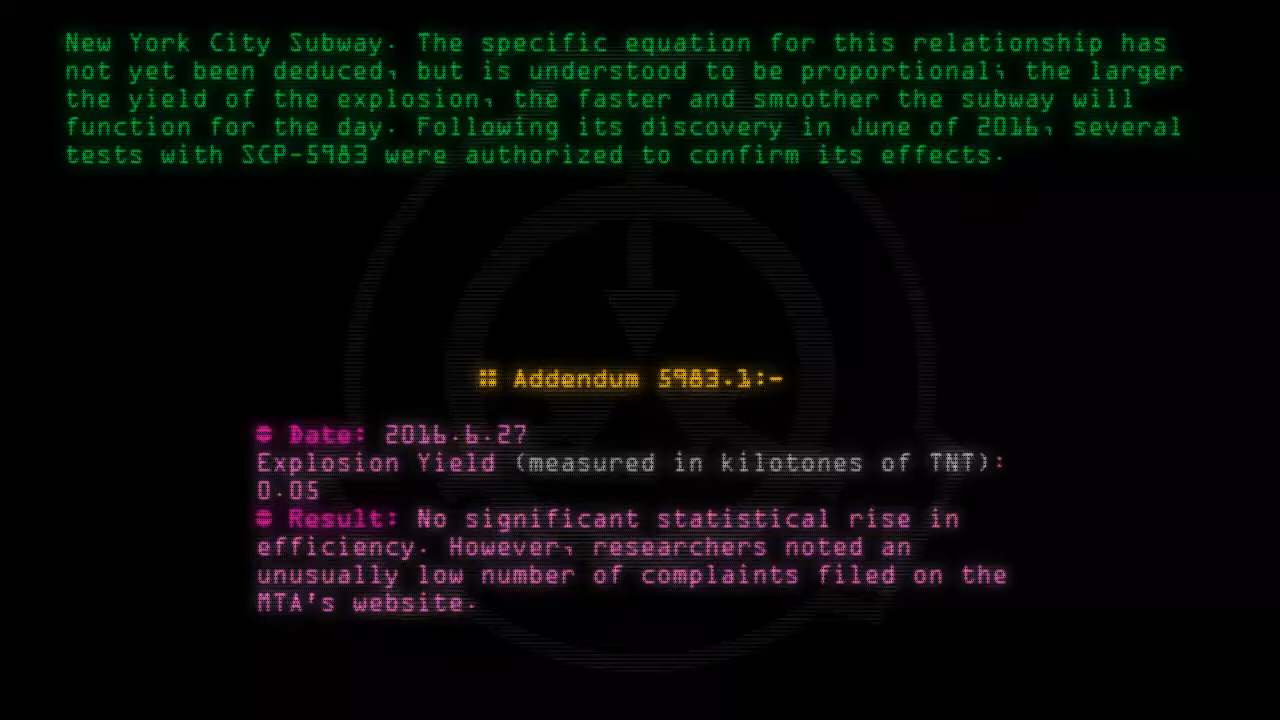 New York City Subway. The specific equation for this relationship has
not yet been deduced, but is understood to be proportional; the larger
the yield of the explosion, the faster and smoother the subway will
function for the day. Following its discovery in June of 2016, several
tests with SCP-5983 were authorized to confirm its effects.
⠿ Addendum 5983.1:-
Date: 2016.6.27
Explosion Yield (measured in kilotones of TNT):
0.05
Result: No significant statistical rise in
efficiency. However, researchers noted an
unusually low number of complaints filed on the
MTA's website.